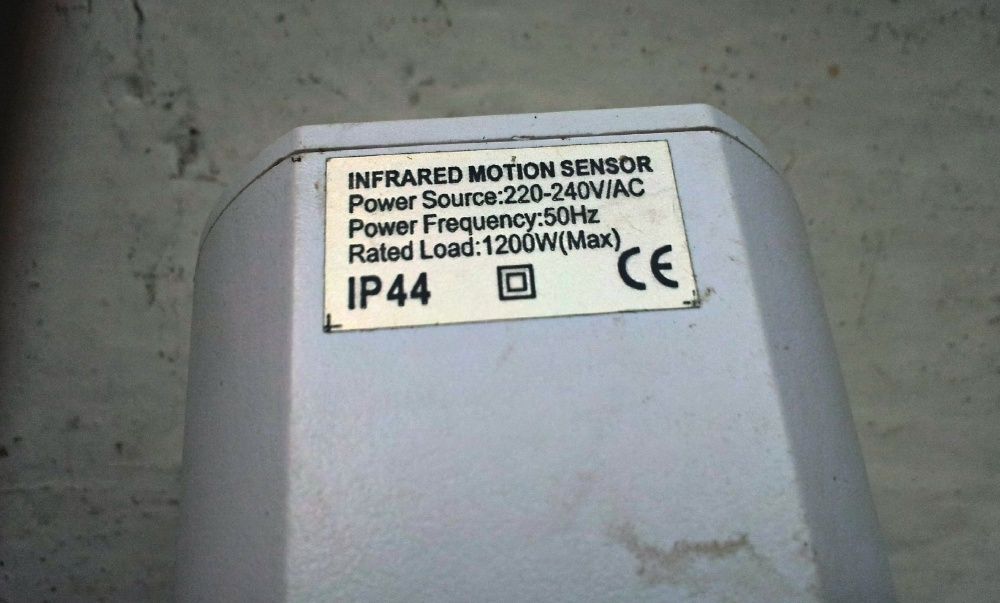 INFRARED MOTION SENSOR
Power Source:220-240V/AC
Power Frequency:50Hz
Rated Load:1200W(Max)
IP44 CE